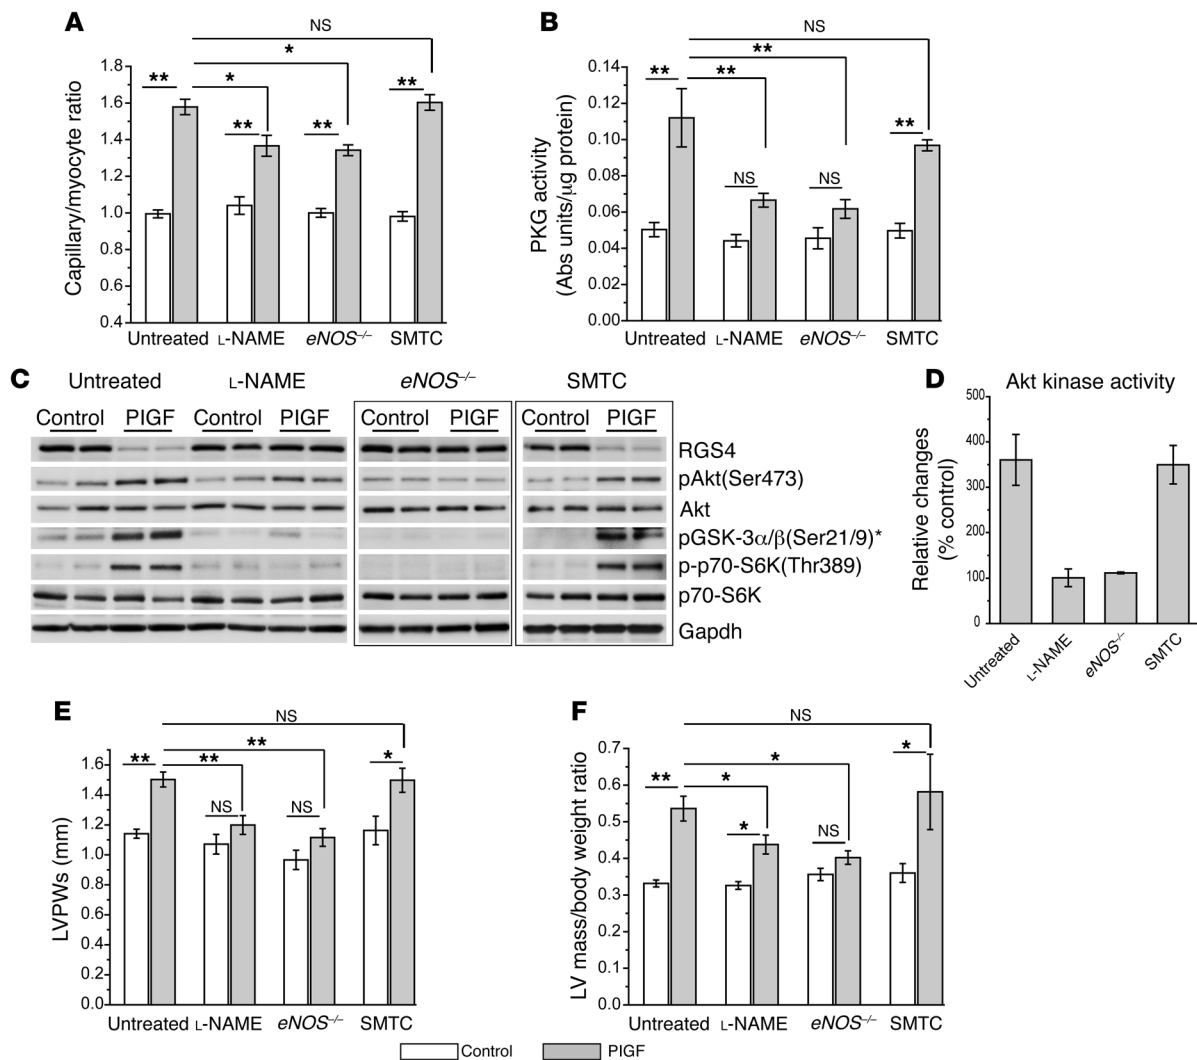 A
NS
*
** * ** ** **
Capillary/myocyte ratio
2.0
1.8
1.6
1.4
1.2
1.0
0.8
0.6
0.4
Untreated L-NAME eNOS–/– SMTC
B
NS
**
** ** NS NS **
PKG activity
(Abs units/μg protein)
0.14
0.12
0.10
0.08
0.06
0.04
0.02
0.00
Untreated L-NAME eNOS–/– SMTC
C
Untreated L-NAME eNOS–/– SMTC
Control PlGF Control PlGF Control PlGF Control PlGF
RGS4
pAkt(Ser473)
Akt
pGSK-3α/β(Ser21/9)*
p-p70-S6K(Thr389)
p70-S6K
Gapdh
D
Akt kinase activity
Relative changes
(% control)
500
400
300
200
100
0
Untreated L-NAME eNOS–/– SMTC
E
NS
**
** ** NS NS *
LVPWs (mm)
1.6
1.4
1.2
1.0
0.8
0.6
0.4
0.2
0.0
Untreated L-NAME eNOS–/– SMTC
F
NS
*
** * * NS *
LV mass/body weight ratio
0.7
0.6
0.5
0.4
0.3
0.2
0.1
0.0
Untreated L-NAME eNOS–/– SMTC
Control PlGF